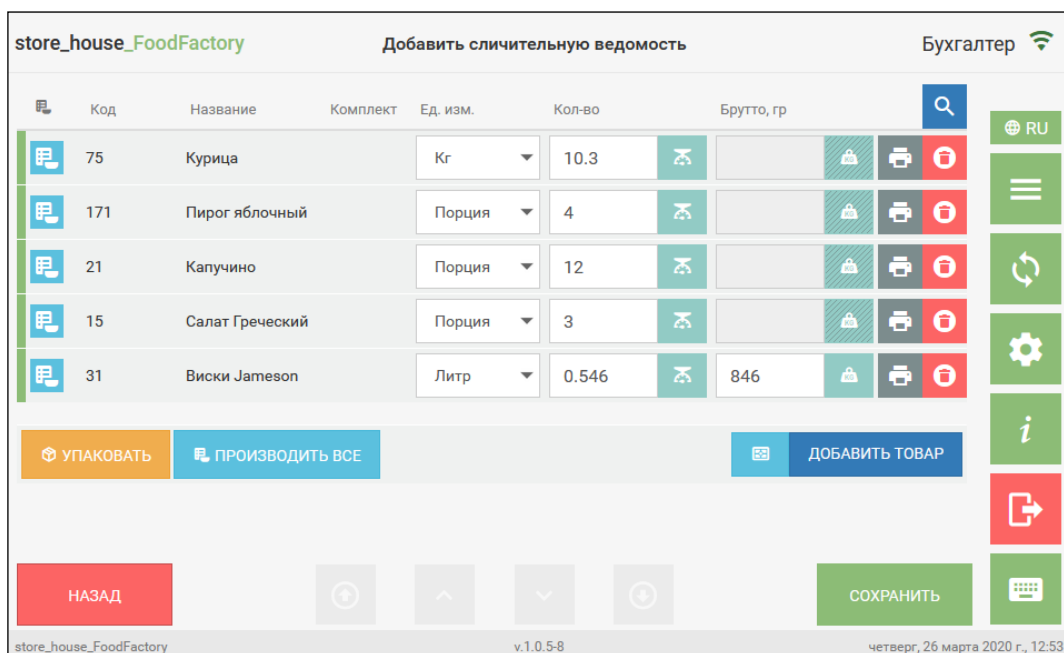 store_house_FoodFactory Добавить сличительную ведомость Бухгалтер
Код Название Комплект Ед. изм. Кол-во Брутто, гр
RU
75 Курица Кг 10.3
171 Пирог яблочный Порция 4
21 Капучино Порция 12
15 Салат Греческий Порция 3
31 Виски Jameson Литр 0.546 846
УПАКОВАТЬ ПРОИЗВОДИТЬ ВСЕ ДОБАВИТЬ ТОВАР
НАЗАД СОХРАНИТЬ
store_house_FoodFactory v.1.0.5-8 четверг, 26 марта 2020 г., 12:53